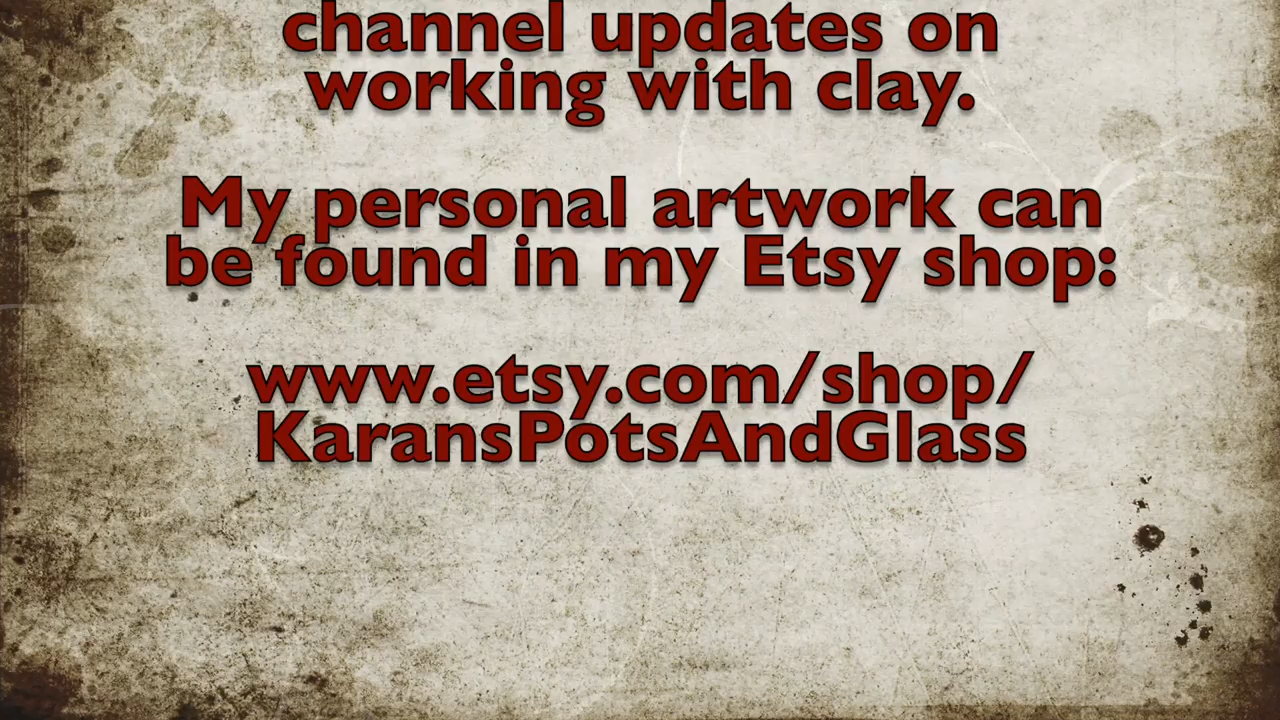 channel updates on
working with clay.
My personal artwork can
be found in my Etsy shop:
www.etsy.com/shop/
KaransPotsAndGlass